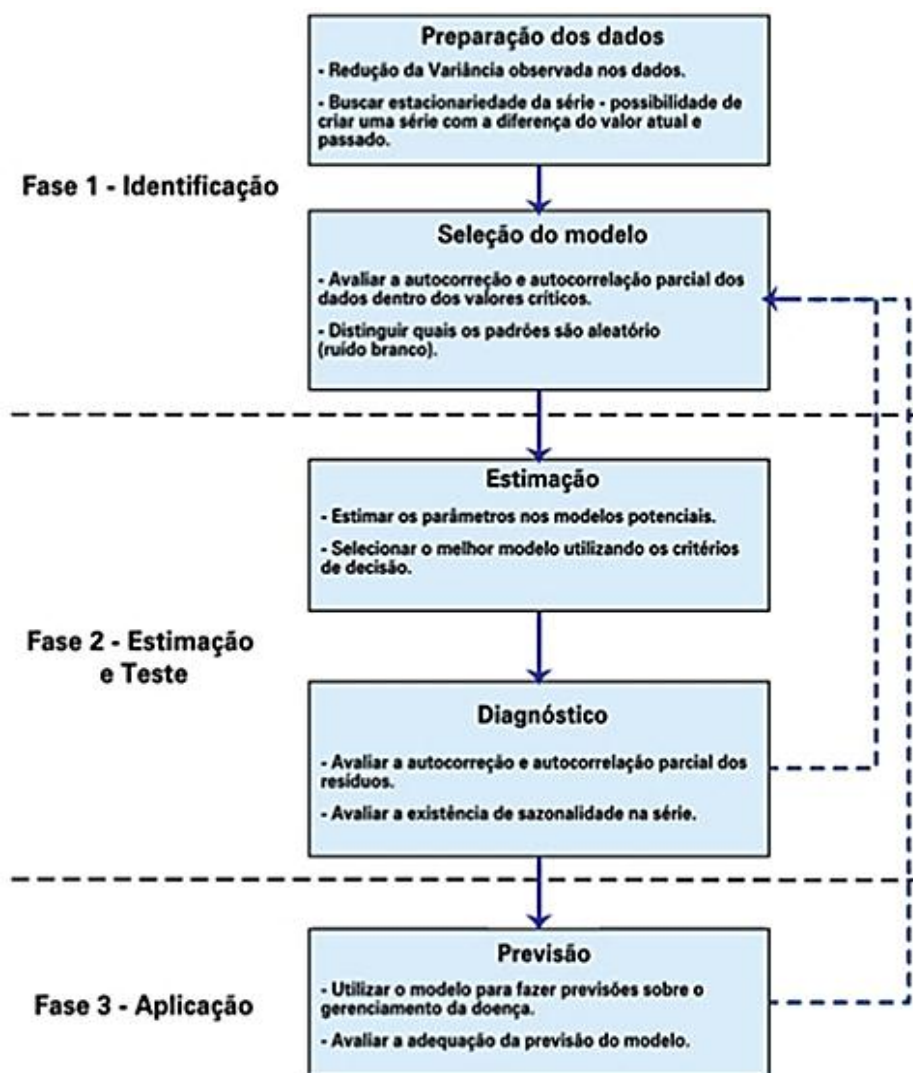 Preparação dos dados
- Redução da Variância observada nos dados.
- Buscar estacionariedade da série - possibilidade de
criar uma série com a diferença do valor atual e
passado.
Fase 1 - Identificação
Seleção do modelo
- Avaliar a autocorreção e autocorrelação parcial dos
dados dentro dos valores críticos.
- Distinguir quais os padrões são aleatório
(ruído branco).
Estimação
- Estimar os parâmetros nos modelos potenciais.
- Selecionar o melhor modelo utilizando os critérios
de decisão.
Fase 2 - Estimação
e Teste
Diagnóstico
- Avaliar a autocorreção e autocorrelação parcial dos
resíduos.
- Avaliar a existência de sazonalidade na série.
Previsão
- Utilizar o modelo para fazer previsões sobre o
gerenciamento da doença.
- Avaliar a adequação da previsão do modelo.
Fase 3 - Aplicação